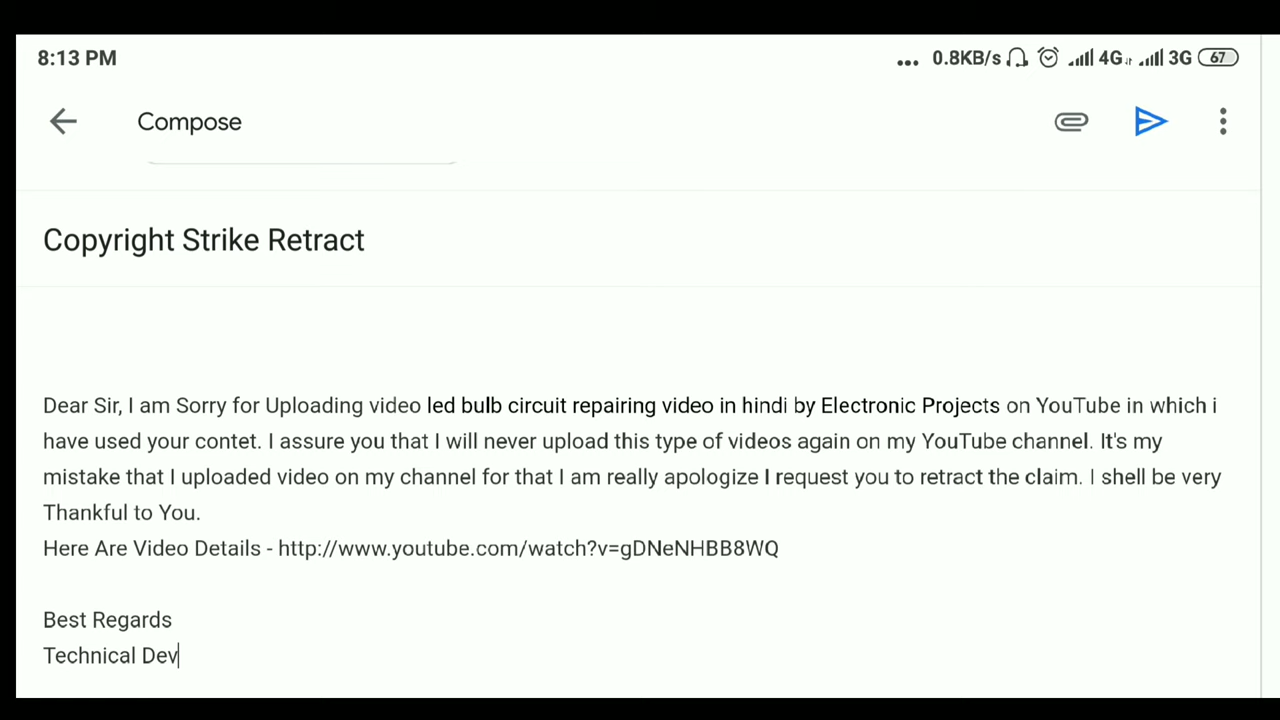 8:13 PM ... 0.8KB/s 4G 3G 67
Compose
Copyright Strike Retract
Dear Sir, I am Sorry for Uploading video led bulb circuit repairing video in hindi by Electronic Projects on YouTube in which i
have used your contet. I assure you that I will never upload this type of videos again on my YouTube channel. It's my
mistake that I uploaded video on my channel for that I am really apologize I request you to retract the claim. I shell be very
Thankful to You.
Here Are Video Details - http://www.youtube.com/watch?v=gDNeNHBB8WQ
Best Regards
Technical Dev